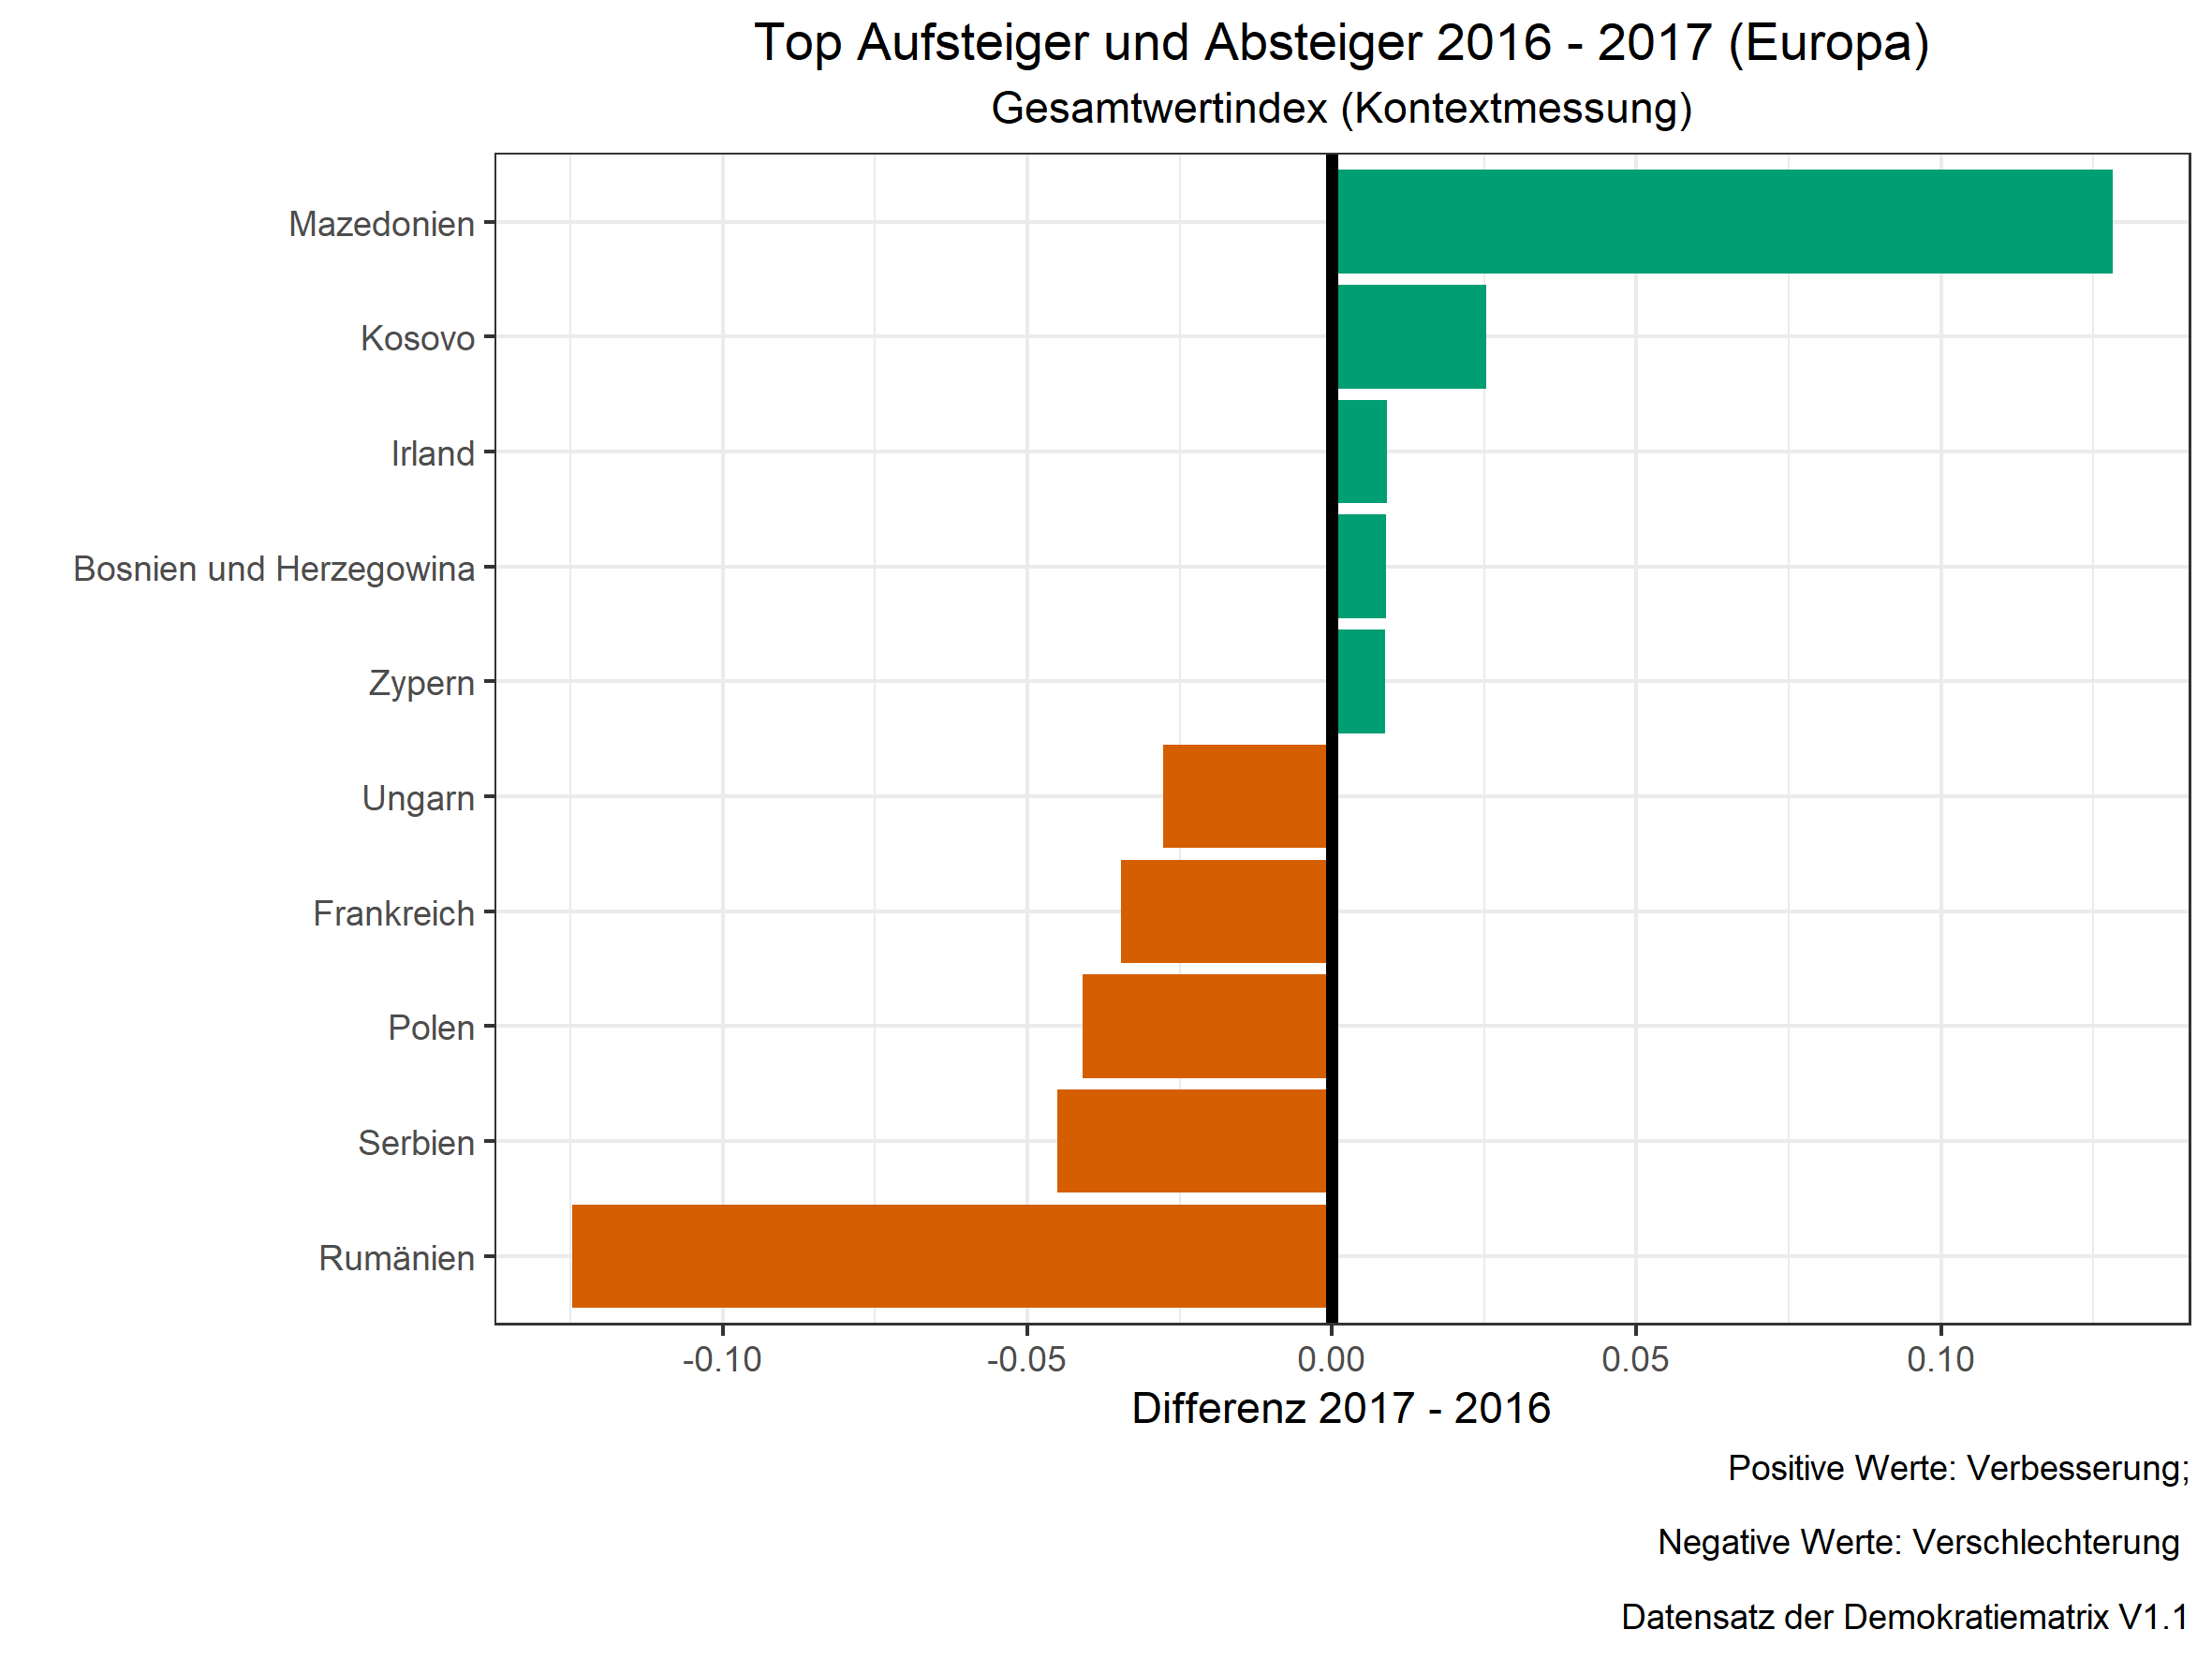 Top Aufsteiger und Absteiger 2016 - 2017 (Europa)
Gesamtwertindex (Kontextmessung)
Mazedonien
Kosovo
Irland
Bosnien und Herzegowina
Zypern
Ungarn
Frankreich
Polen
Serbien
Rumänien
-0.10 -0.05 0.00 0.05 0.10
Differenz 2017 - 2016
Positive Werte: Verbesserung;
Negative Werte: Verschlechterung
Datensatz der Demokratiematrix V1.1